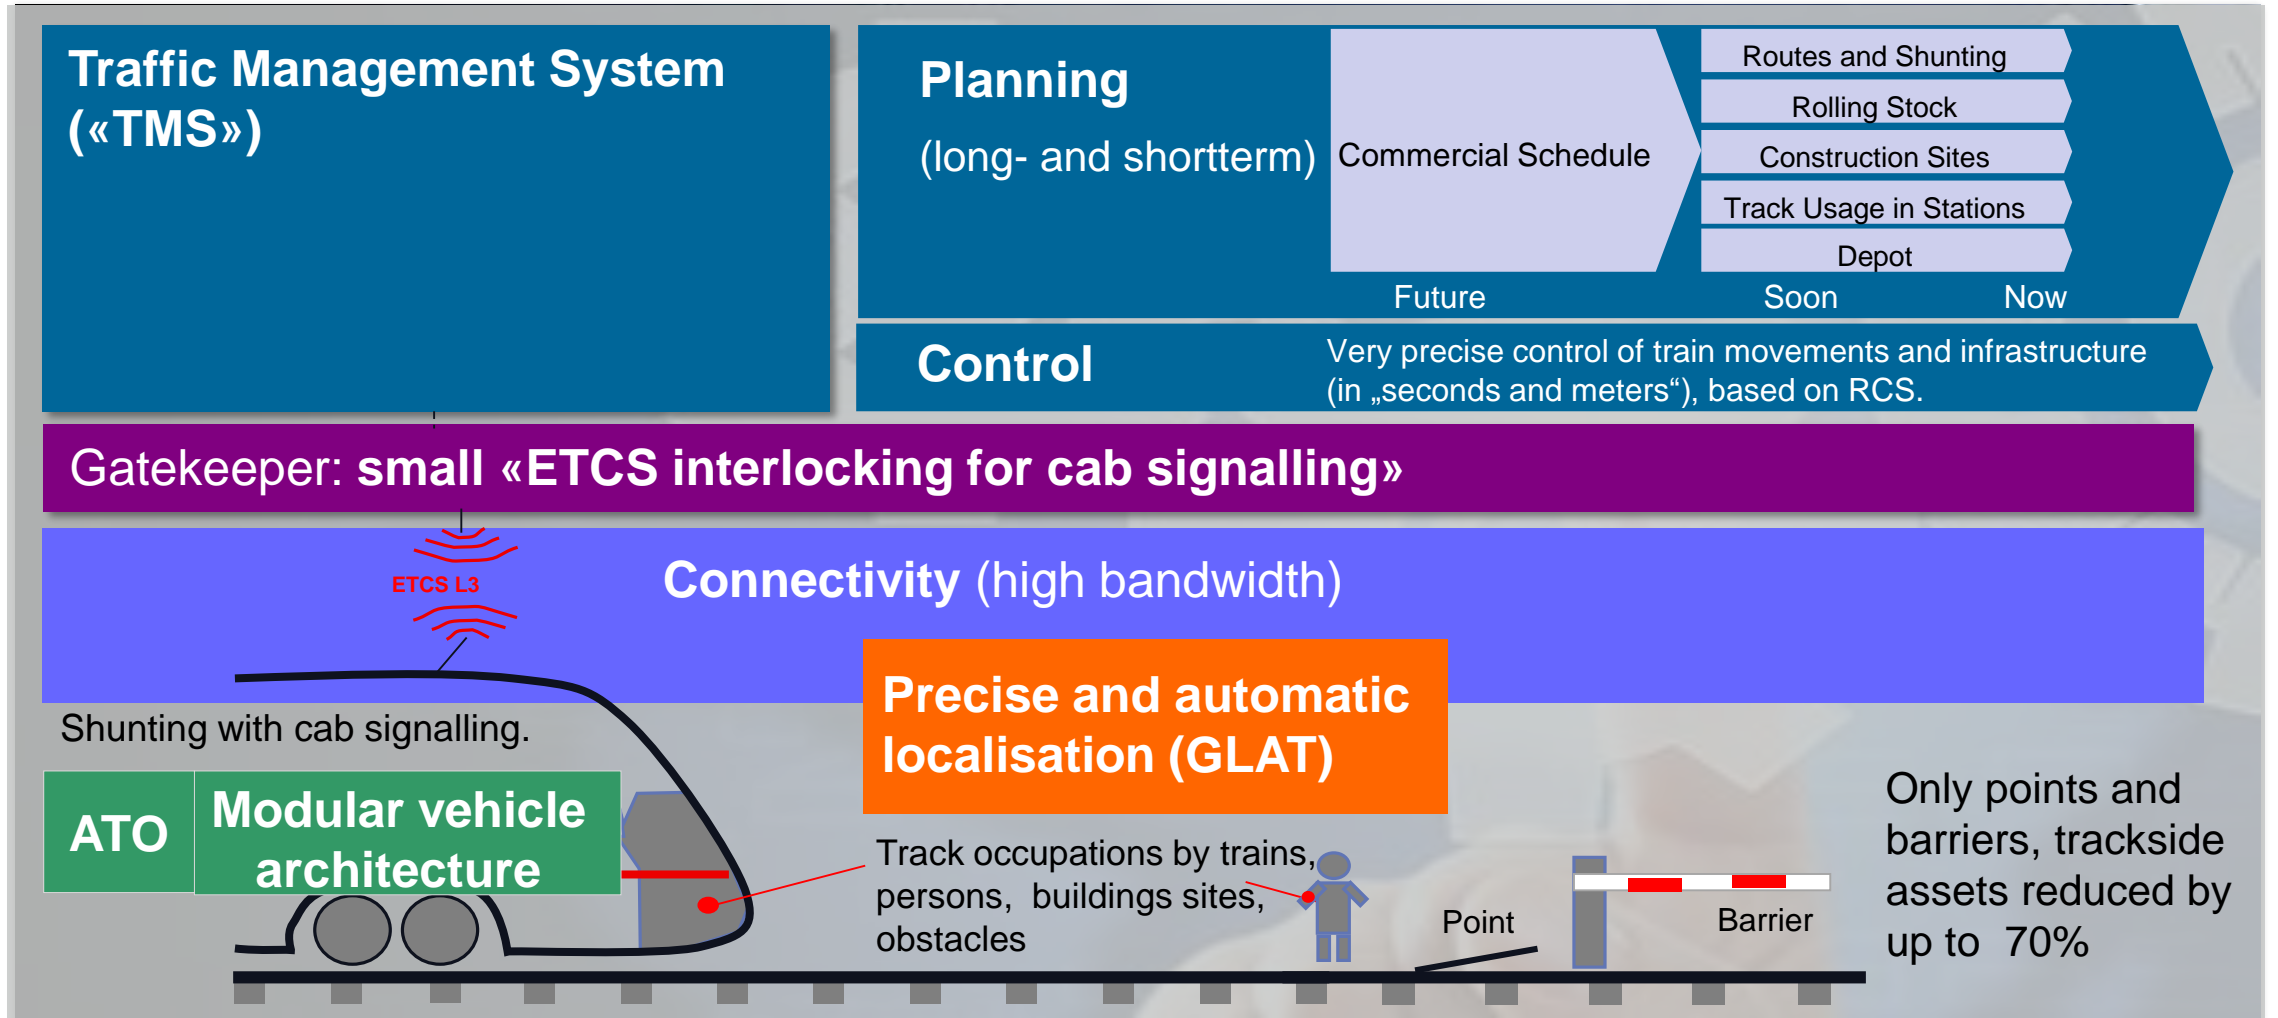 Traffic Management System
(«TMS»)
Planning
(long- and shortterm)
Commercial Schedule
Routes and Shunting
Rolling Stock
Construction Sites
Track Usage in Stations
Depot
Future
Soon
Now
Control
Very precise control of train movements and infrastructure
(in „seconds and meters“), based on RCS.
Gatekeeper: small «ETCS interlocking for cab signalling»
ETCS L3
Connectivity (high bandwidth)
Precise and automatic
localisation (GLAT)
Shunting with cab signalling.
ATO
Modular vehicle
architecture
Track occupations by trains,
persons, buildings sites,
obstacles
Point
Barrier
Only points and
barriers, trackside
assets reduced by
up to 70%